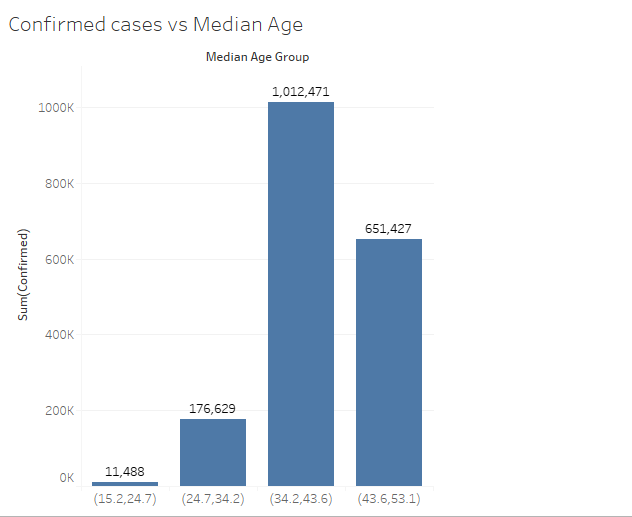 Confirmed cases vs Median Age
Median Age Group
1,012,471
1000K
800K
651,427
600K
Sum(Confirmed)
400K
200K
176,629
11,488
0K
(15.2,24.7) (24.7,34.2) (34.2,43.6) (43.6,53.1)